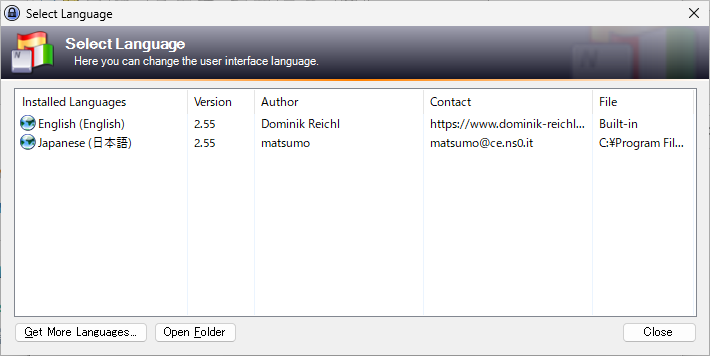 Select Language
Select Language
Here you can change the user interface language.
Installed Languages Version Author Contact File
English (English) 2.55 Dominik Reichl https://www.dominik-reichl... Built-in
Japanese (日本語) 2.55 matsumo matsumo@ce.ns0.it C:¥Program Fil...
Get More Languages... Open Folder Close